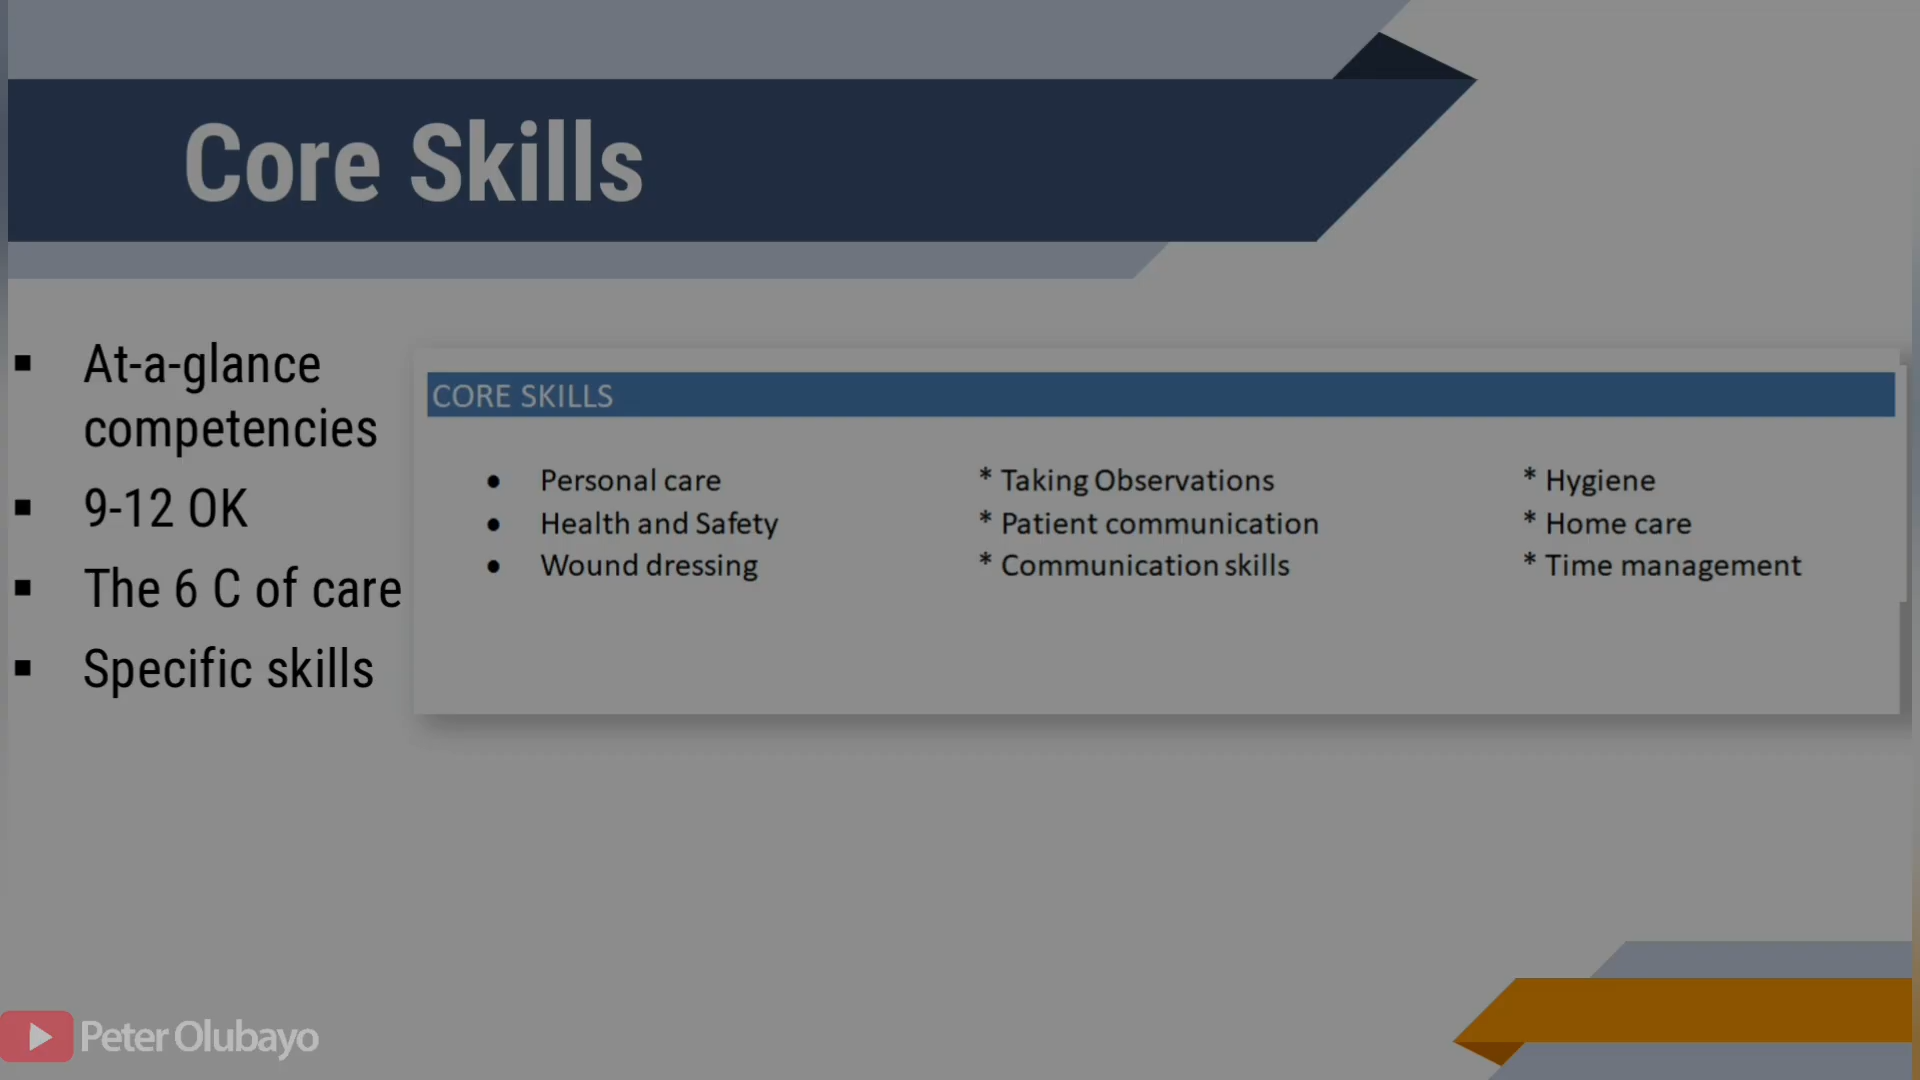 Core Skills
▪ At-a-glance
competencies
▪ 9-12 OK
▪ The 6 C of care
▪ Specific skills
CORE SKILLS
• Personal care * Taking Observations * Hygiene
• Health and Safety * Patient communication * Home care
• Wound dressing * Communication skills * Time management
Peter Olubayo